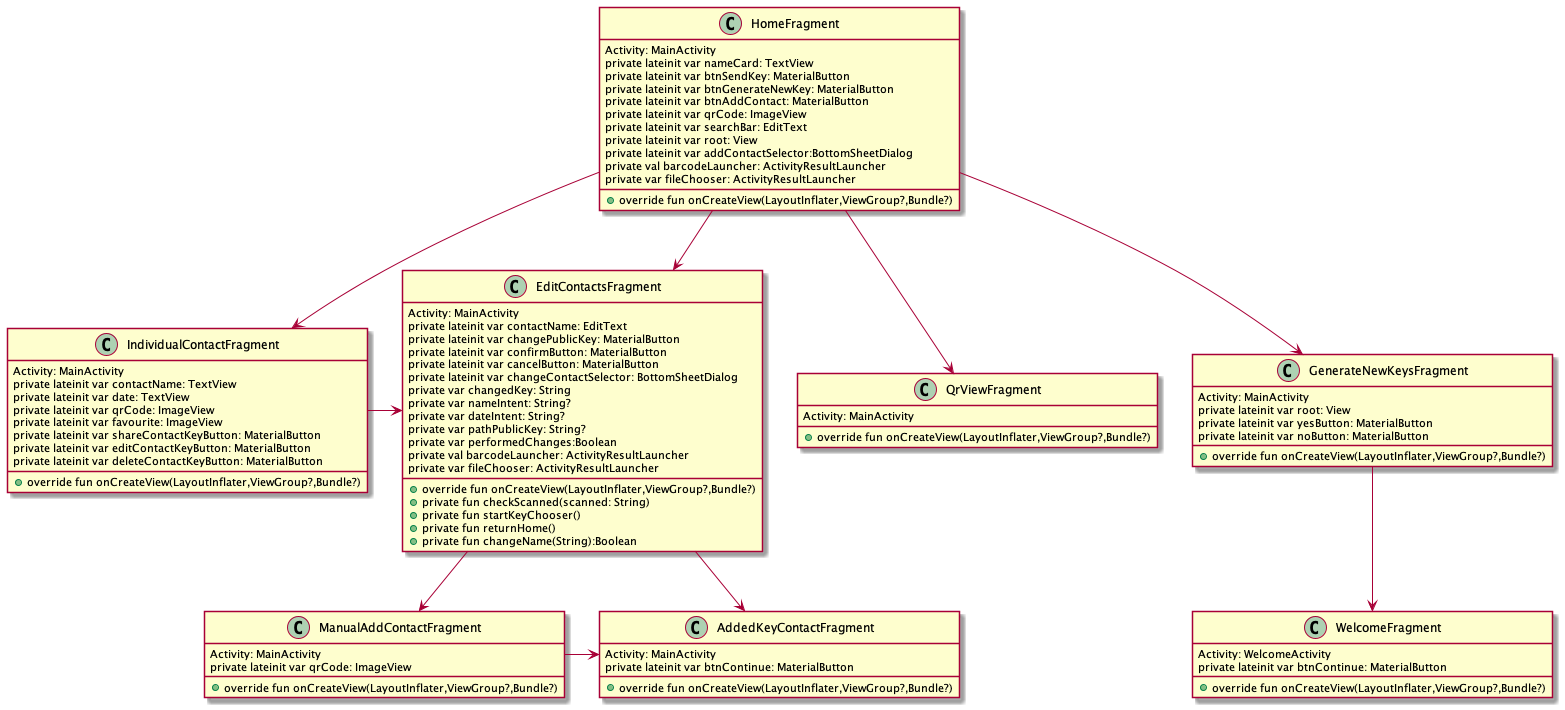 C HomeFragment
Activity: MainActivity
private lateinit var nameCard: TextView
private lateinit var btnSendKey: MaterialButton
private lateinit var btnGenerateNewKey: MaterialButton
private lateinit var btnAddContact: MaterialButton
private lateinit var qrCode: ImageView
private lateinit var searchBar: EditText
private lateinit var root: View
private lateinit var addContactSelector:BottomSheetDialog
private val barcodeLauncher: ActivityResultLauncher
private var fileChooser: ActivityResultLauncher
override fun onCreateView(LayoutInflater,ViewGroup?,Bundle?)
C IndividualContactFragment
Activity: MainActivity
private lateinit var contactName: TextView
private lateinit var date: TextView
private lateinit var qrCode: ImageView
private lateinit var favourite: ImageView
private lateinit var shareContactKeyButton: MaterialButton
private lateinit var editContactKeyButton: MaterialButton
private lateinit var deleteContactKeyButton: MaterialButton
override fun onCreateView(LayoutInflater,ViewGroup?,Bundle?)
C EditContactsFragment
Activity: MainActivity
private lateinit var contactName: EditText
private lateinit var changePublicKey: MaterialButton
private lateinit var confirmButton: MaterialButton
private lateinit var cancelButton: MaterialButton
private lateinit var changeContactSelector: BottomSheetDialog
private var changedKey: String
private var nameIntent: String?
private var dateIntent: String?
private var pathPublicKey: String?
private var performedChanges:Boolean
private val barcodeLauncher: ActivityResultLauncher
private var fileChooser: ActivityResultLauncher
override fun onCreateView(LayoutInflater,ViewGroup?,Bundle?)
private fun checkScanned(scanned: String)
private fun startKeyChooser()
private fun returnHome()
private fun changeName(String):Boolean
C QrViewFragment
Activity: MainActivity
override fun onCreateView(LayoutInflater,ViewGroup?,Bundle?)
C GenerateNewKeysFragment
Activity: MainActivity
private lateinit var root: View
private lateinit var yesButton: MaterialButton
private lateinit var noButton: MaterialButton
override fun onCreateView(LayoutInflater,ViewGroup?,Bundle?)
C ManualAddContactFragment
Activity: MainActivity
private lateinit var qrCode: ImageView
override fun onCreateView(LayoutInflater,ViewGroup?,Bundle?)
C AddedKeyContactFragment
Activity: MainActivity
private lateinit var btnContinue: MaterialButton
override fun onCreateView(LayoutInflater,ViewGroup?,Bundle?)
C WelcomeFragment
Activity: WelcomeActivity
private lateinit var btnContinue: MaterialButton
override fun onCreateView(LayoutInflater,ViewGroup?,Bundle?)